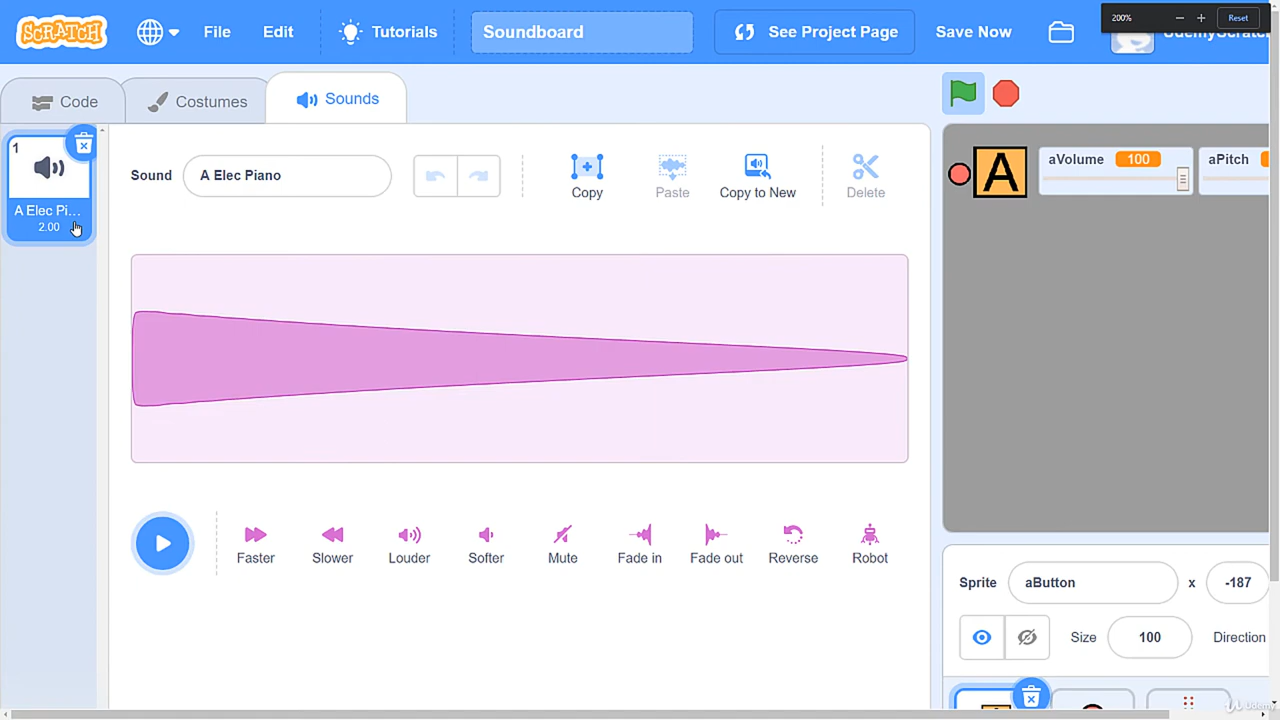 200%
Reset
SCRATCH
File
Edit
Tutorials
Soundboard
See Project Page
Save Now
Code
Costumes
Sounds
1
A Elec Pi...
2.00
Sound
A Elec Piano
Copy
Paste
Copy to New
Delete
A
aVolume 100
aPitch
Faster
Slower
Louder
Softer
Mute
Fade in
Fade out
Reverse
Robot
Sprite
aButton
x
-187
Size
100
Direction
Udemy